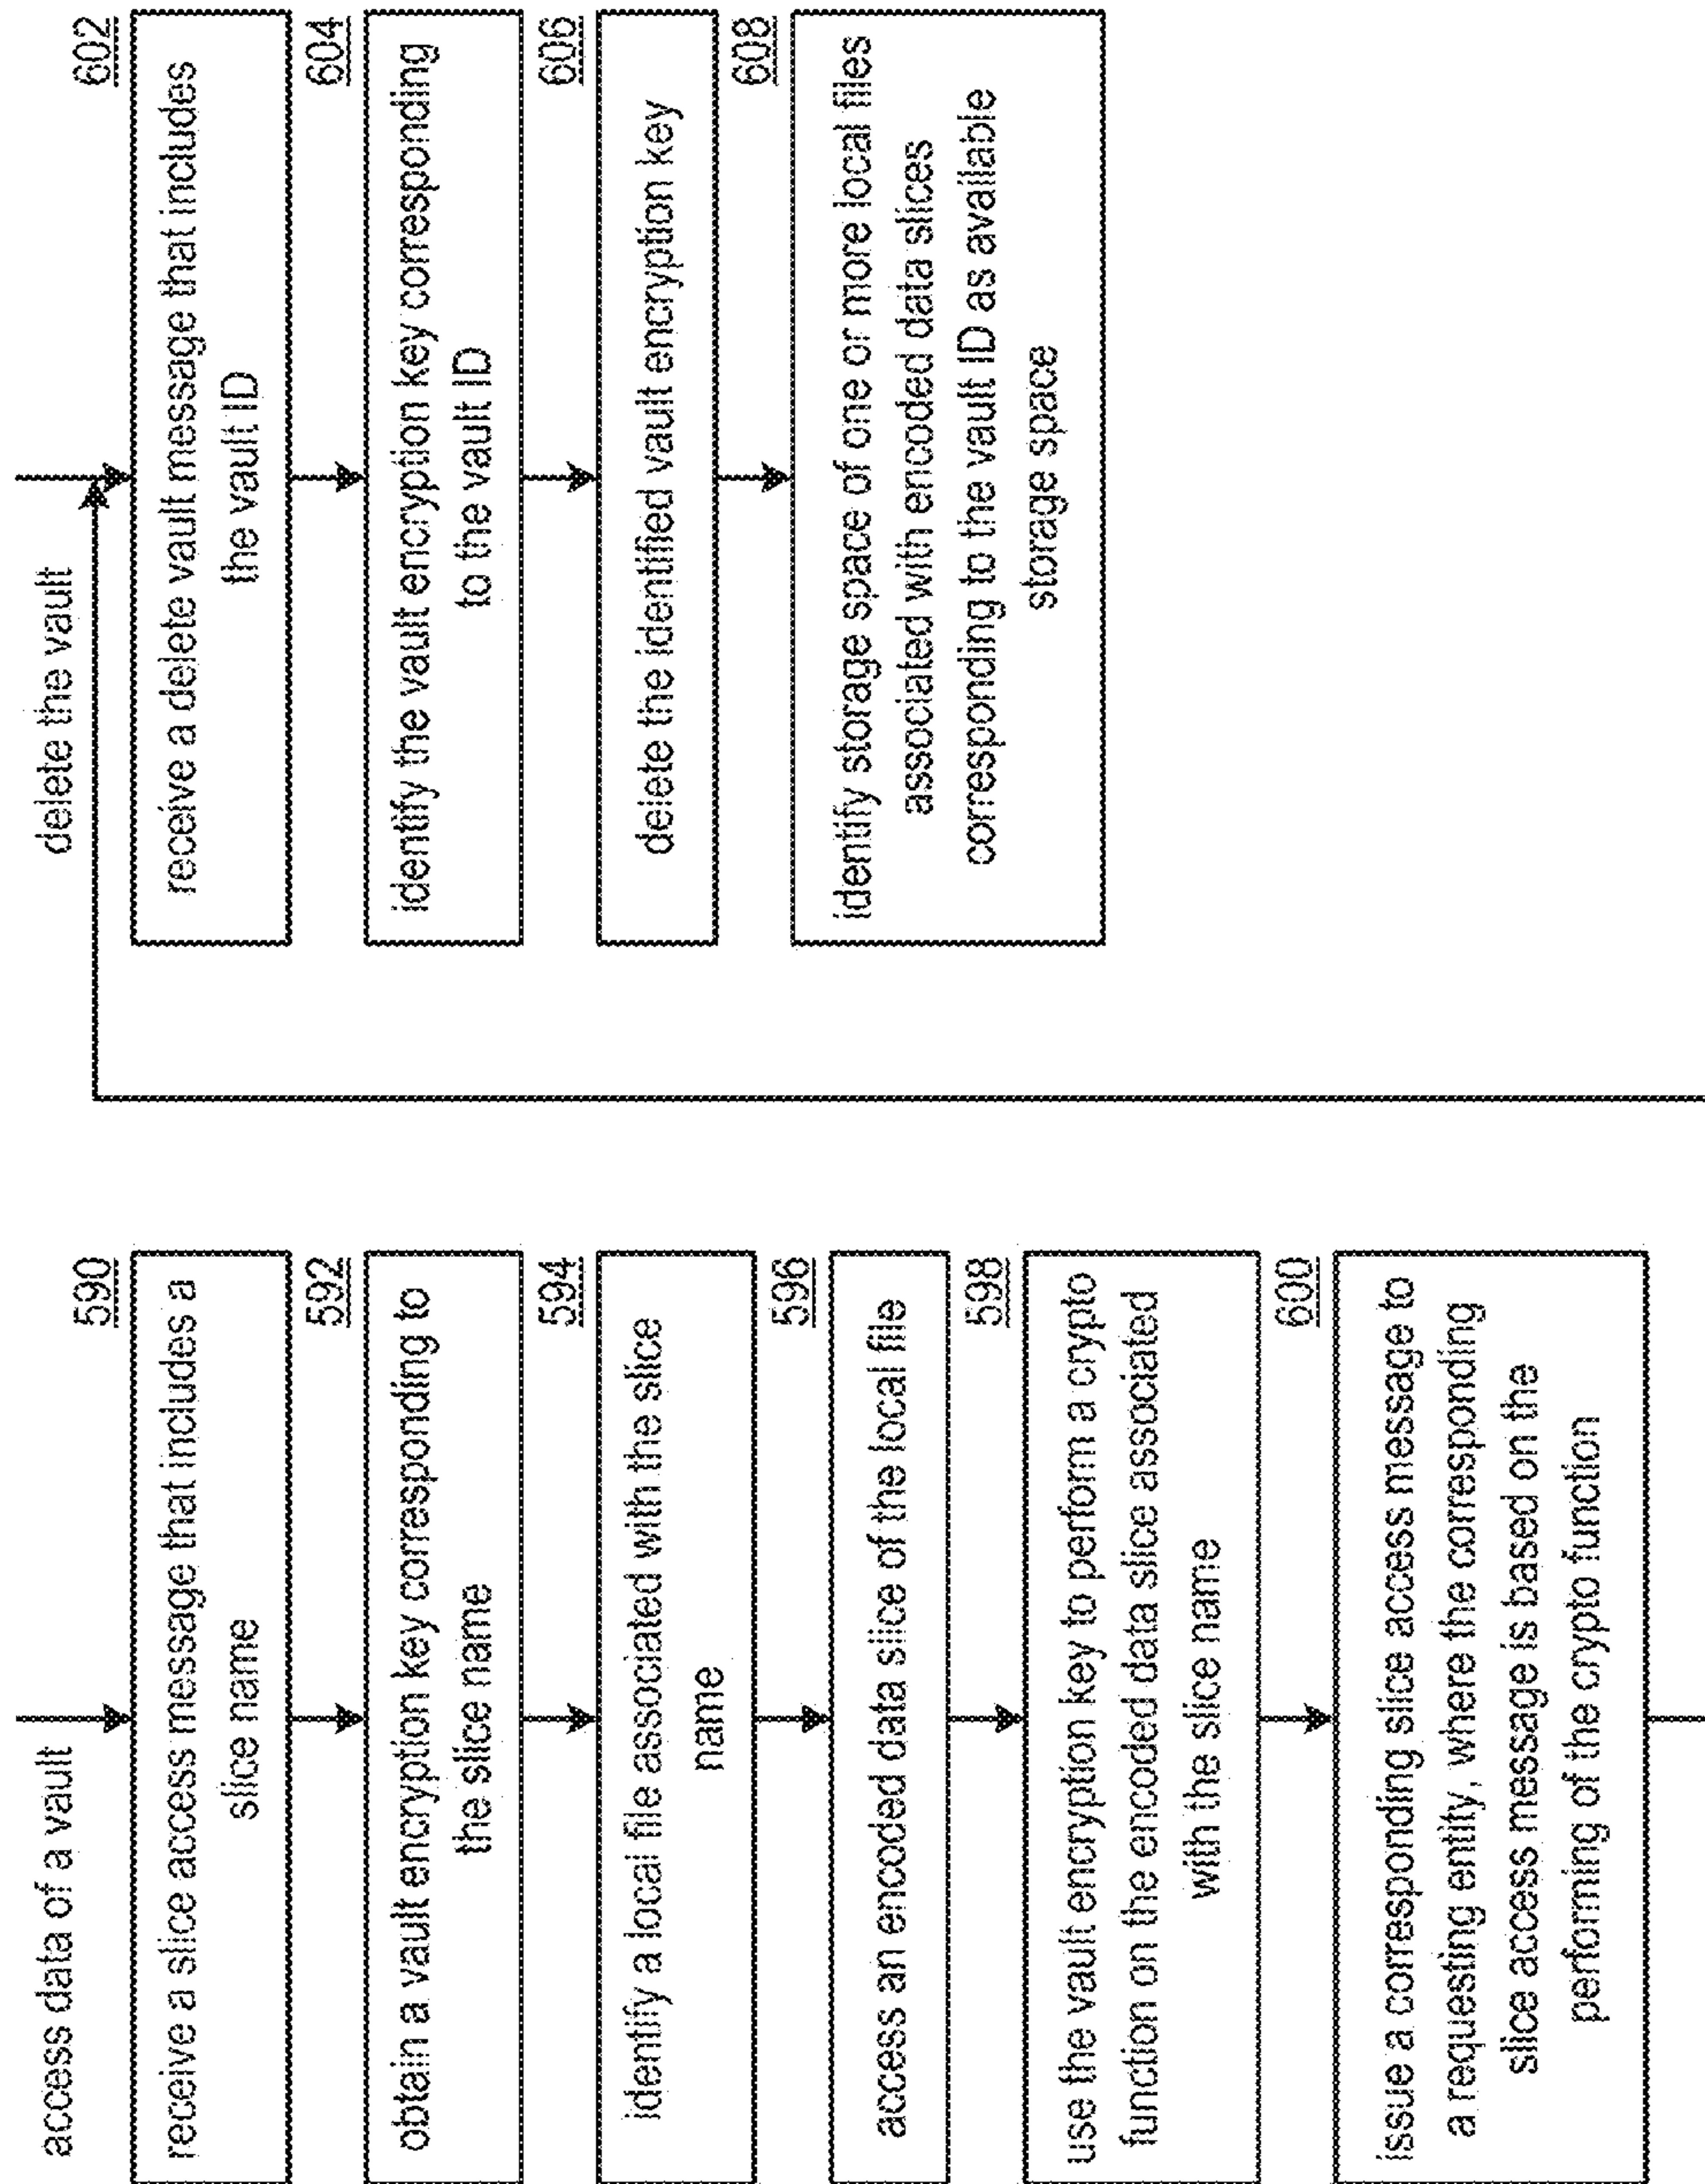 access data of a vault
590
receive a slice access message that includes a
slice name
592
obtain a vault encryption key corresponding to
the slice name
594
identify a local file associated with the slice
name
596
access an encoded data slice of the local file
598
use the vault encryption key to perform a crypto
function on the encoded data slice associated
with the slice name
600
issue a corresponding slice access message to
a requesting entity, where the corresponding
slice access message is based on the
performing of the crypto function
delete the vault
602
receive a delete vault message that includes
the vault ID
604
identify the vault encryption key corresponding
to the vault ID
606
delete the identified vault encryption key
608
identify storage space of one or more local files
associated with encoded data slices
corresponding to the vault ID as available
storage space